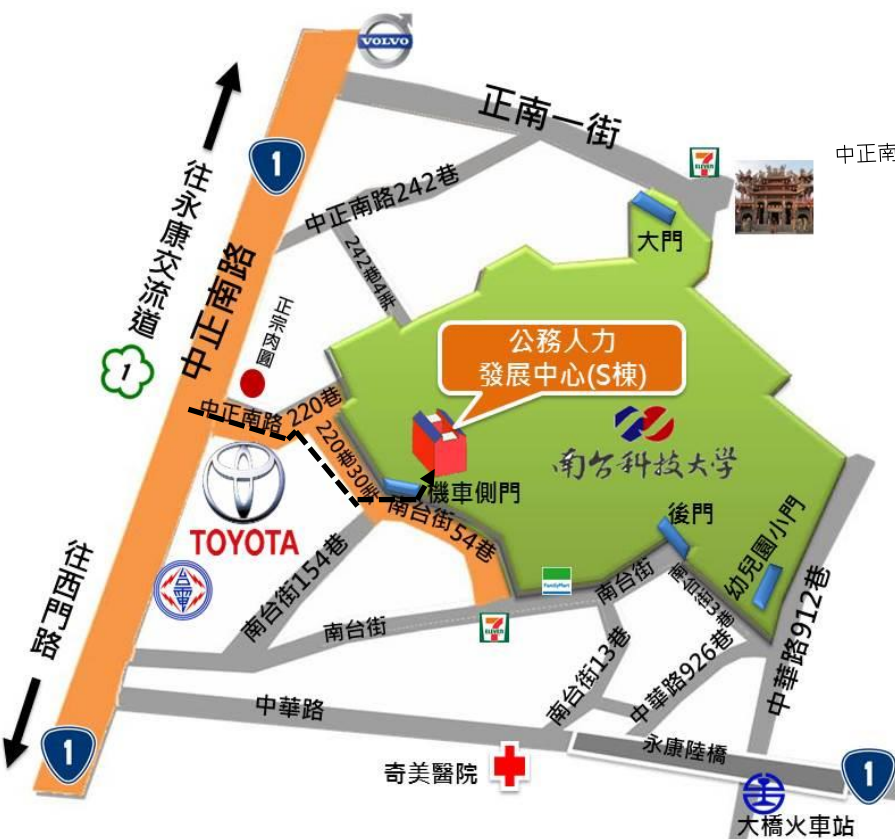 VOLVO
正南一街
1
7
ELEVEN
中正南
往永康交流道
中正南路242巷
大門
242巷4弄
中正南路
正宗肉圓
公務人力
發展中心(S棟)
1
中正南路 220巷
220巷30弄
南台科技大學
機車側門
TOYOTA
南台街54巷
後門
幼兒園小門
往西門路
南台街154巷
FamilyMart
南台街
南台街3巷
7
ELEVEN
南台街
中華路912巷
南台街13巷
中華路926巷
中華路
永康陸橋
1
奇美醫院
1
大橋火車站